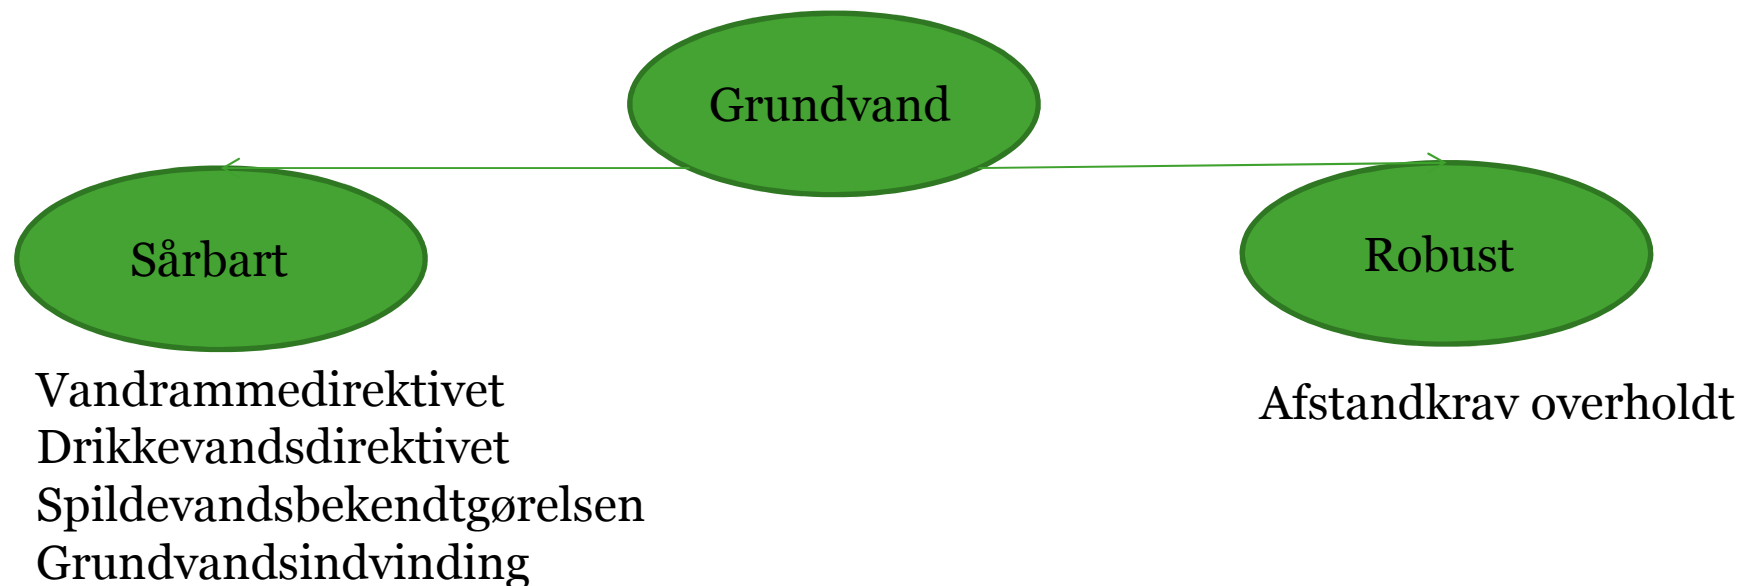 Grundvand
Sårbart
Robust
Vandrammedirektivet
Drikkevandsdirektivet
Spildevandsbekendtgørelsen
Grundvandsindvinding
Afstandkrav overholdt